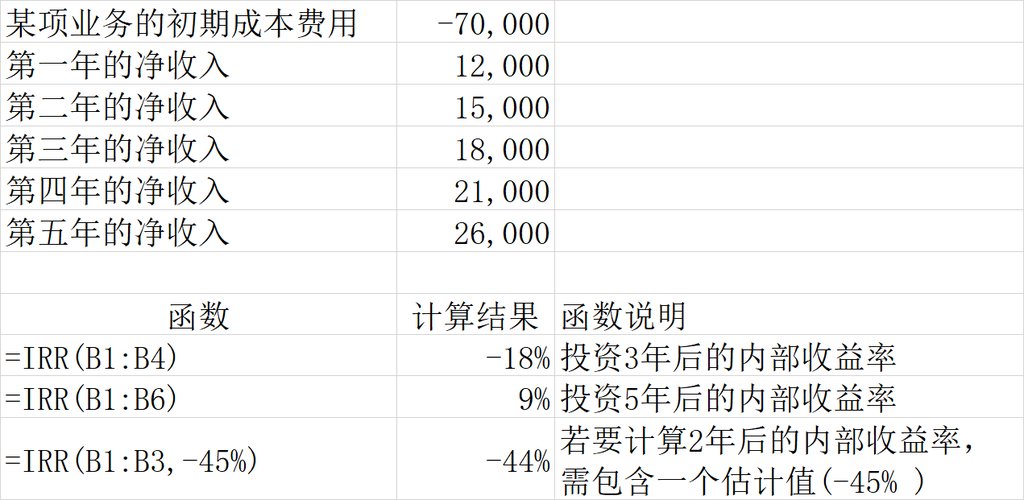 某项业务的初期成本费用 -70,000
第一年的净收入 12,000
第二年的净收入 15,000
第三年的净收入 18,000
第四年的净收入 21,000
第五年的净收入 26,000
函数 计算结果 函数说明
=IRR(B1:B4) -18% 投资3年后的内部收益率
=IRR(B1:B6) 9% 投资5年后的内部收益率
=IRR(B1:B3,-45%) -44% 若要计算2年后的内部收益率，
需包含一个估计值(-45% )